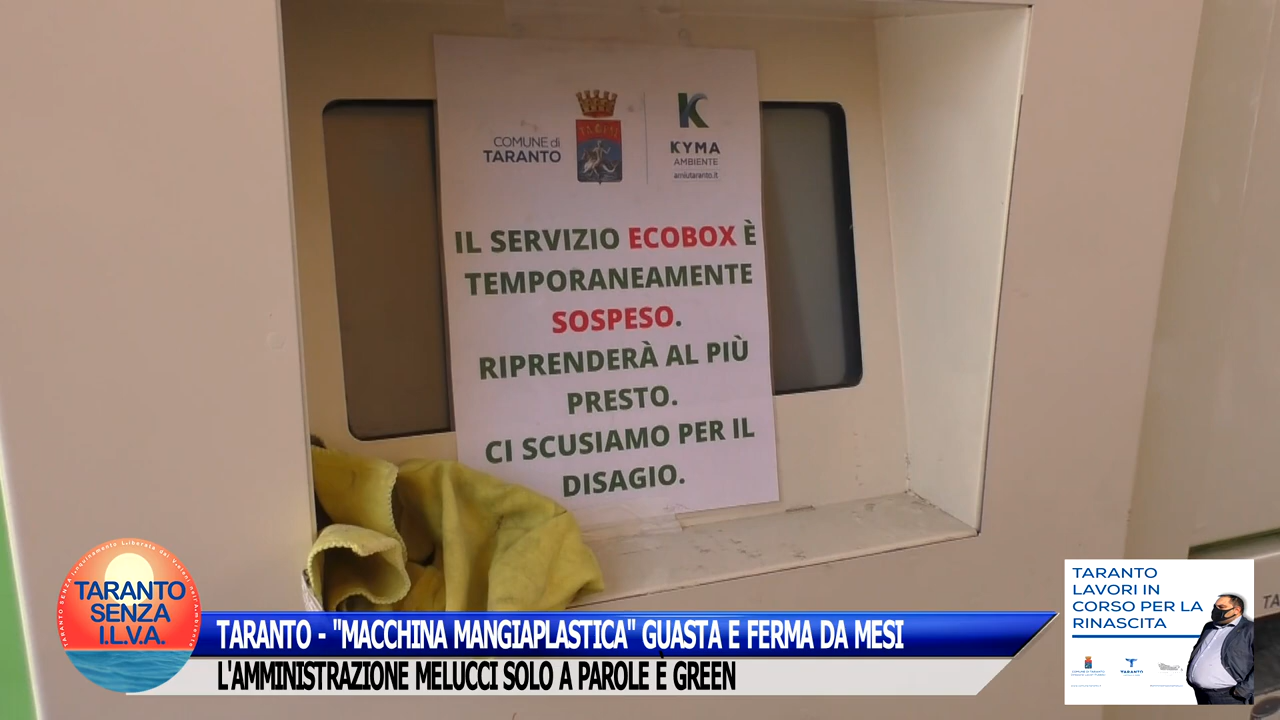 COMUNE di
TARANTO
KYMA
AMBIENTE
amiutaranto.it
IL SERVIZIO ECOBOX È
TEMPORANEAMENTE
SOSPESO.
RIPRENDERÀ AL PIÙ
PRESTO.
CI SCUSIAMO PER IL
DISAGIO.
TARANTO
SENZA
I.L.V.A.
TARANTO - "MACCHINA MANGIAPLASTICA" GUASTA E FERMA DA MESI
L'AMMINISTRAZIONE MELUCCI SOLO A PAROLE È GREEN
TARANTO
LAVORI IN
CORSO PER LA
RINASCITA
TARANTO